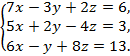 7x − 3y + 2z = 6,
5x + 2y − 4z = 3,
6x − y + 8z = 13.